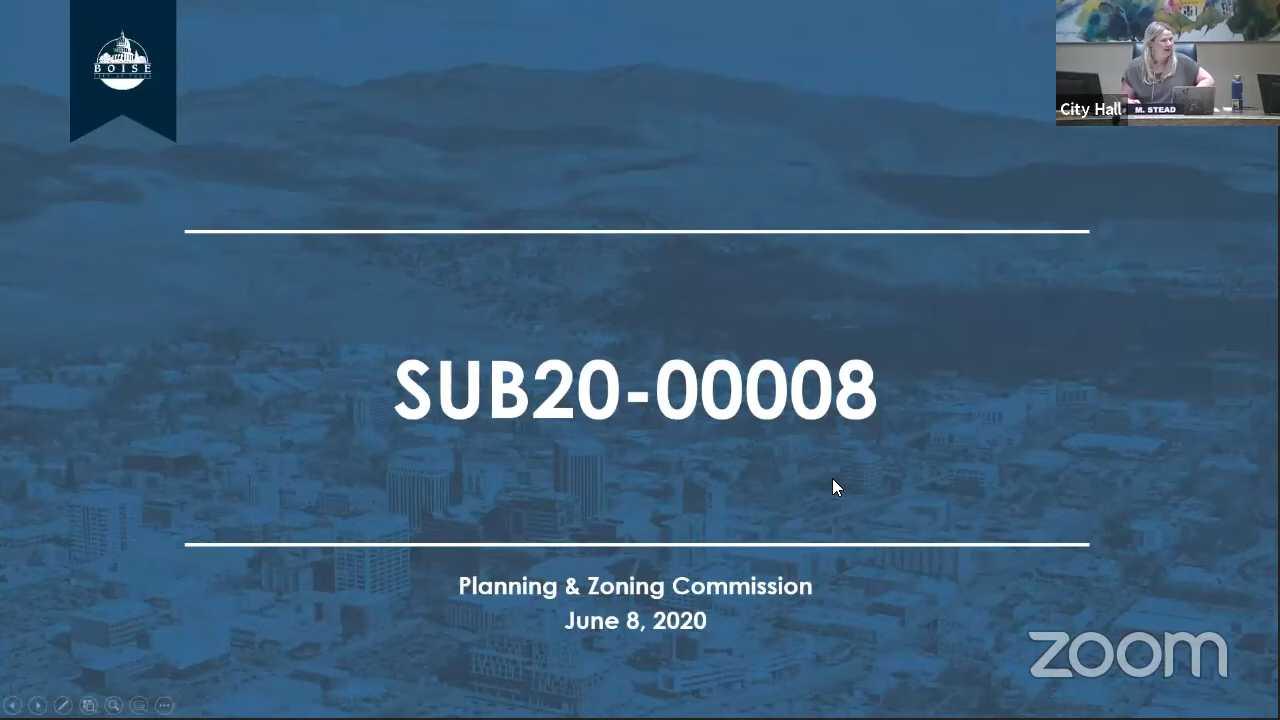 BOISE
City Hall
M. STEAD
SUB20-00008
Planning & Zoning Commission
June 8, 2020
zoom